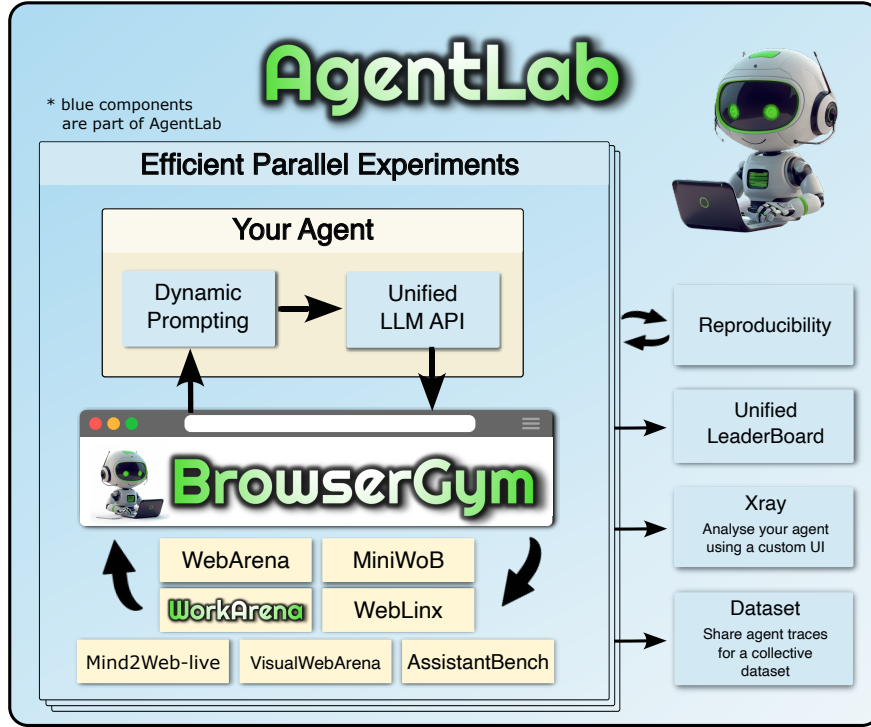 AgentLab
* blue components
are part of AgentLab
Efficient Parallel Experiments
Your Agent
Dynamic
Prompting
Unified
LLM API
BrowserGym
WebArena
MiniWoB
WorkArena
WebLinx
Mind2Web-live
VisualWebArena
AssistantBench
Reproducibility
Unified
LeaderBoard
Xray
Analyse your agent
using a custom UI
Dataset
Share agent traces
for a collective
dataset